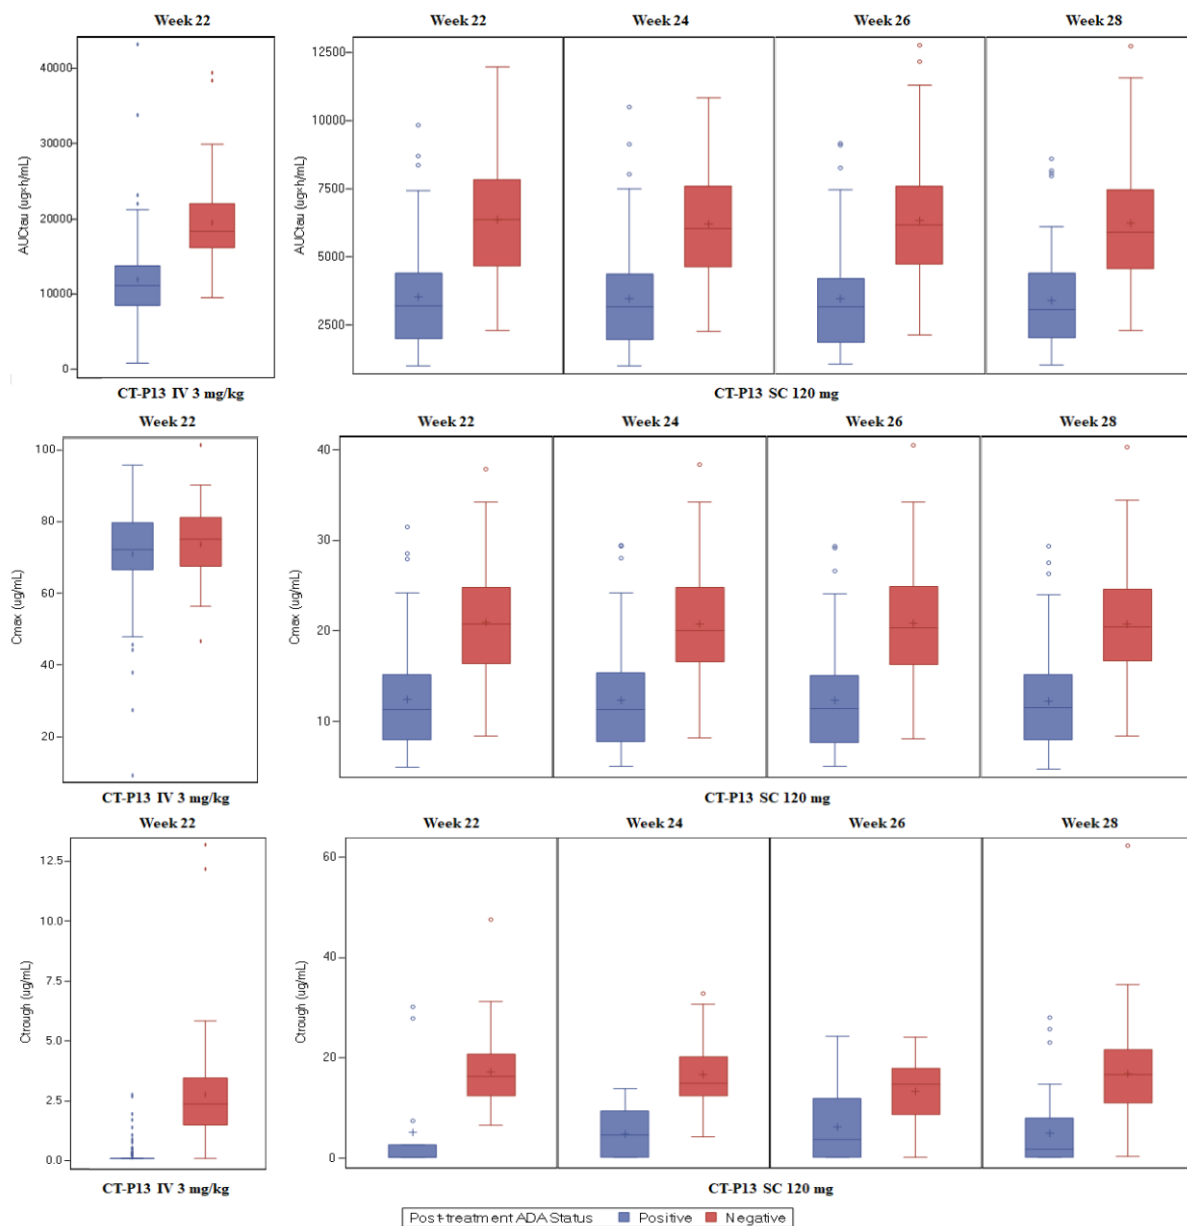 Week 22 Week 22 Week 24 Week 26 Week 28
AUCtau (ug×h/mL)
40000
30000
20000
10000
0
AUCtau (ug×h/mL)
12500
10000
7500
5000
2500
CT-P13 IV 3 mg/kg CT-P13 SC 120 mg
Week 22 Week 22 Week 24 Week 26 Week 28
Cmax (ug/mL)
100
80
60
40
20
Cmax (ug/mL)
40
30
20
10
CT-P13 IV 3 mg/kg CT-P13 SC 120 mg
Week 22 Week 22 Week 24 Week 26 Week 28
Ctrough (ug/mL)
12.5
10.0
7.5
5.0
2.5
0.0
Ctrough (ug/mL)
60
40
20
0
CT-P13 IV 3 mg/kg CT-P13 SC 120 mg
Post-treatment ADA Status Positive Negative